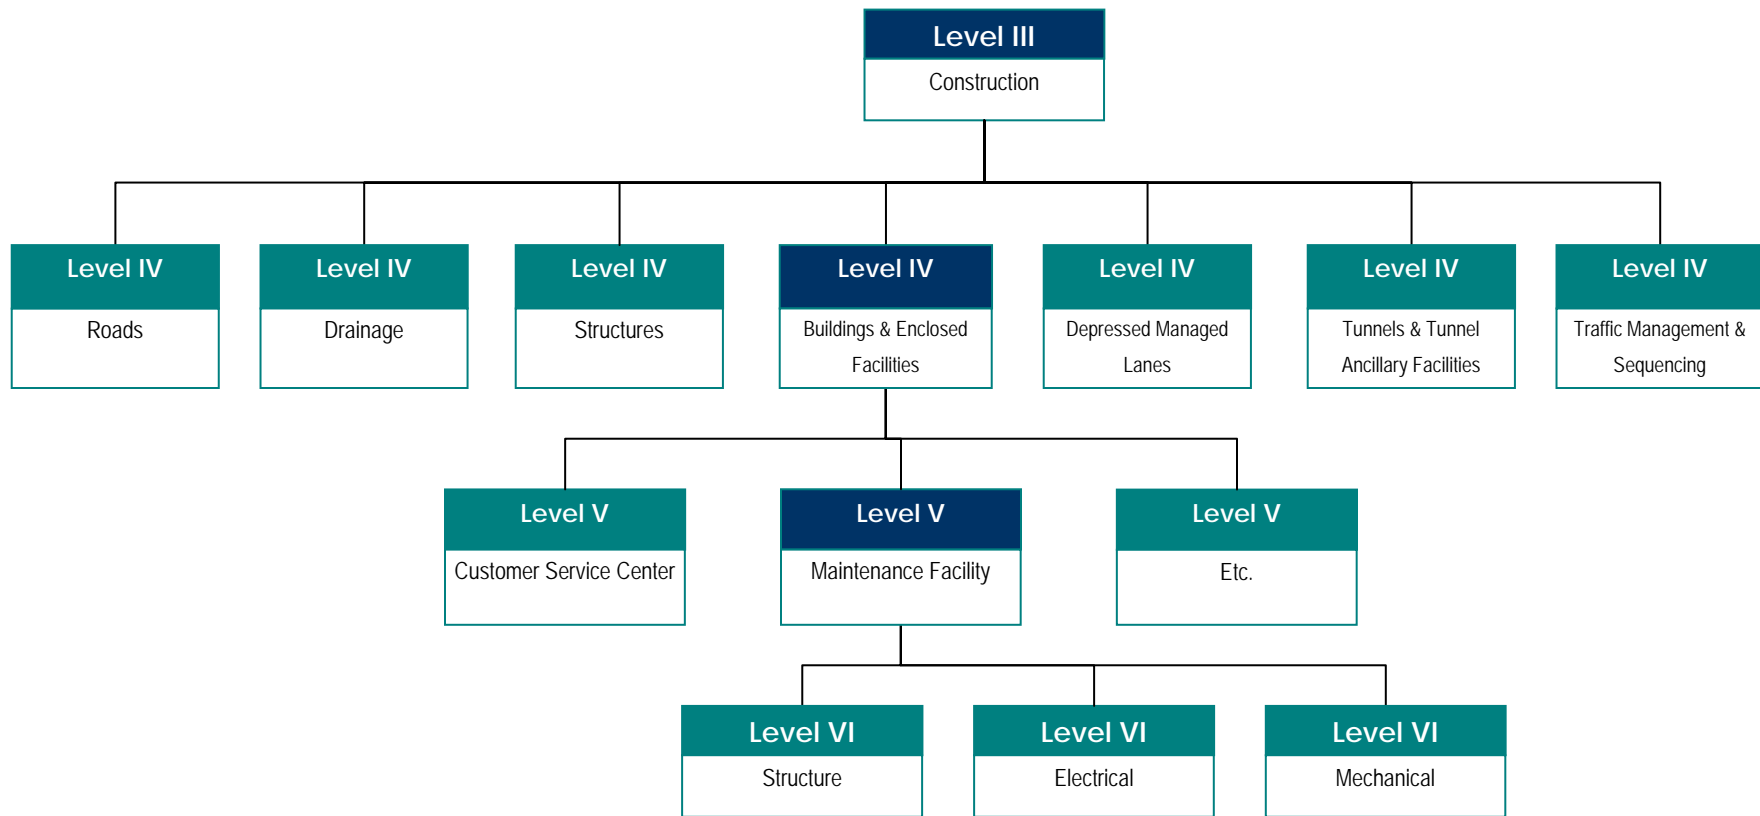 Level III
Construction
Level IV
Roads
Level IV
Drainage
Level IV
Structures
Level IV
Buildings & Enclosed
Facilities
Level IV
Depressed Managed
Lanes
Level IV
Tunnels & Tunnel
Ancillary Facilities
Level IV
Traffic Management &
Sequencing
Level V
Customer Service Center
Level V
Maintenance Facility
Level V
Etc.
Level VI
Structure
Level VI
Electrical
Level VI
Mechanical